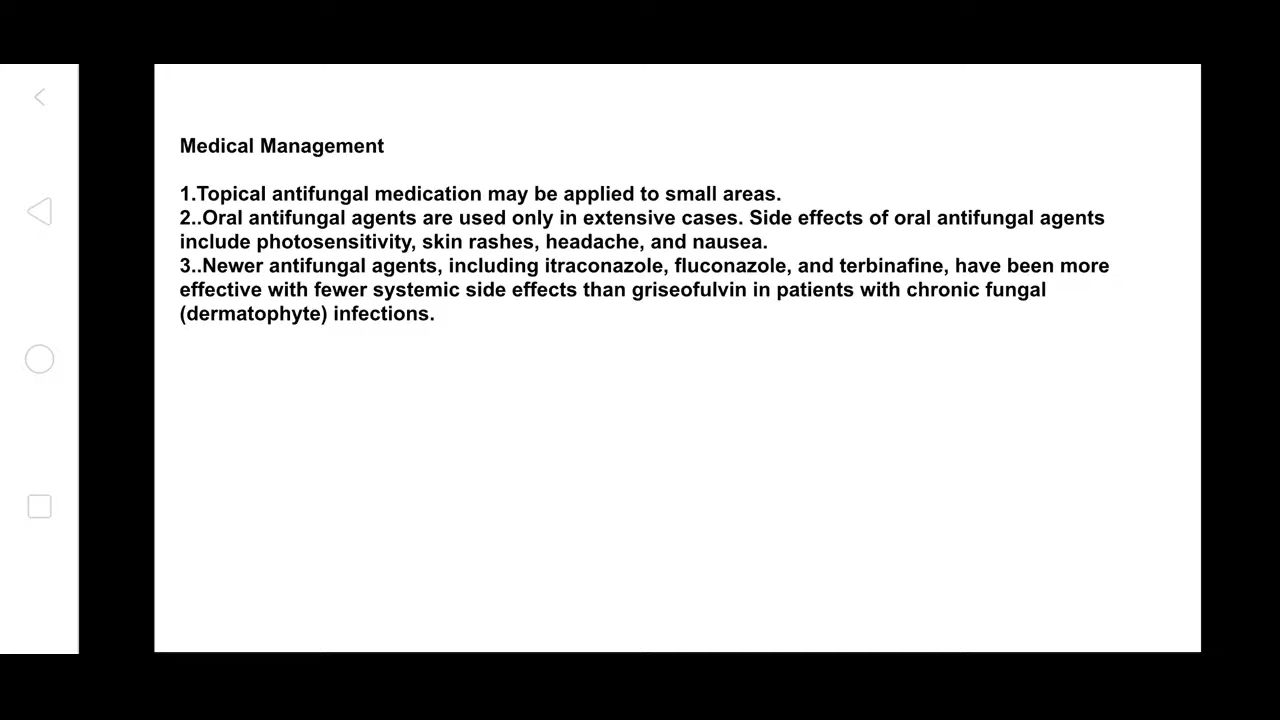 Medical Management
1.Topical antifungal medication may be applied to small areas.
2..Oral antifungal agents are used only in extensive cases. Side effects of oral antifungal agents
include photosensitivity, skin rashes, headache, and nausea.
3..Newer antifungal agents, including itraconazole, fluconazole, and terbinafine, have been more
effective with fewer systemic side effects than griseofulvin in patients with chronic fungal
(dermatophyte) infections.